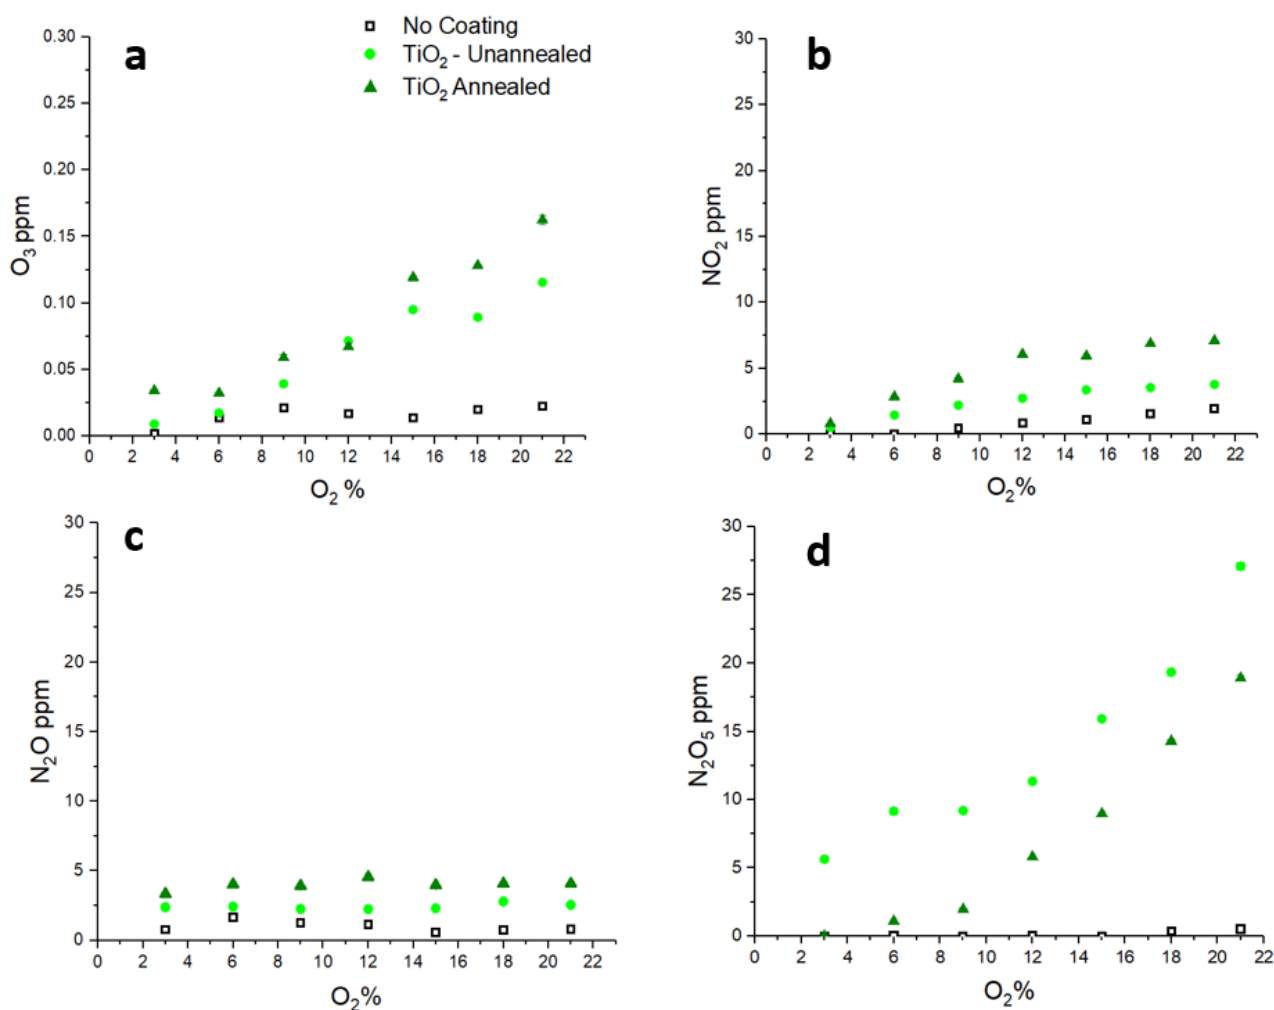 a
No Coating
TiO₂ - Unannealed
TiO₂ Annealed
0.30
0.25
0.20
0.15
0.10
0.05
0.00
O₃ ppm
0 2 4 6 8 10 12 14 16 18 20 22
O₂ %
b
30
25
20
15
10
5
0
NO₂ ppm
0 2 4 6 8 10 12 14 16 18 20 22
O₂ %
c
30
25
20
15
10
5
0
N₂O ppm
0 2 4 6 8 10 12 14 16 18 20 22
O₂%
d
30
25
20
15
10
5
0
N₂O₅ ppm
0 2 4 6 8 10 12 14 16 18 20 22
O₂%